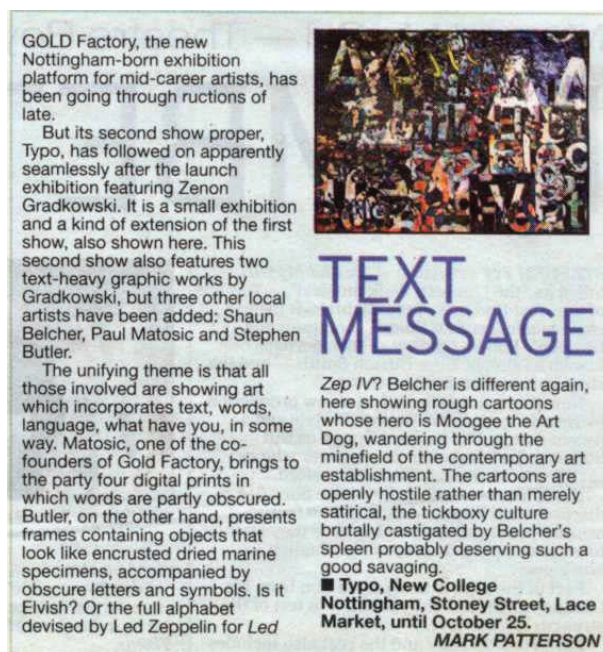 GOLD Factory, the new
Nottingham-born exhibition
platform for mid-career artists, has
been going through ructions of
late.
But its second show proper,
Typo, has followed on apparently
seamlessly after the launch
exhibition featuring Zenon
Gradkowski. It is a small exhibition
and a kind of extension of the first
show, also shown here. This
second show also features two
text-heavy graphic works by
Gradkowski, but three other local
artists have been added: Shaun
Belcher, Paul Matosic and Stephen
Butler.
The unifying theme is that all
those involved are showing art
which incorporates text, words,
language, what have you, in some
way. Matosic, one of the co-
founders of Gold Factory, brings to
the party four digital prints in
which words are partly obscured.
Butler, on the other hand, presents
frames containing objects that
look like encrusted dried marine
specimens, accompanied by
obscure letters and symbols. Is it
Elvish? Or the full alphabet
devised by Led Zeppelin for Led
TEXT
MESSAGE
Zep IV? Belcher is different again,
here showing rough cartoons
whose hero is Moogee the Art
Dog, wandering through the
minefield of the contemporary art
establishment. The cartoons are
openly hostile rather than merely
satirical, the tickboxy culture
brutally castigated by Belcher's
spleen probably deserving such a
good savaging.
■ Typo, New College
Nottingham, Stoney Street, Lace
Market, until October 25.
MARK PATTERSON